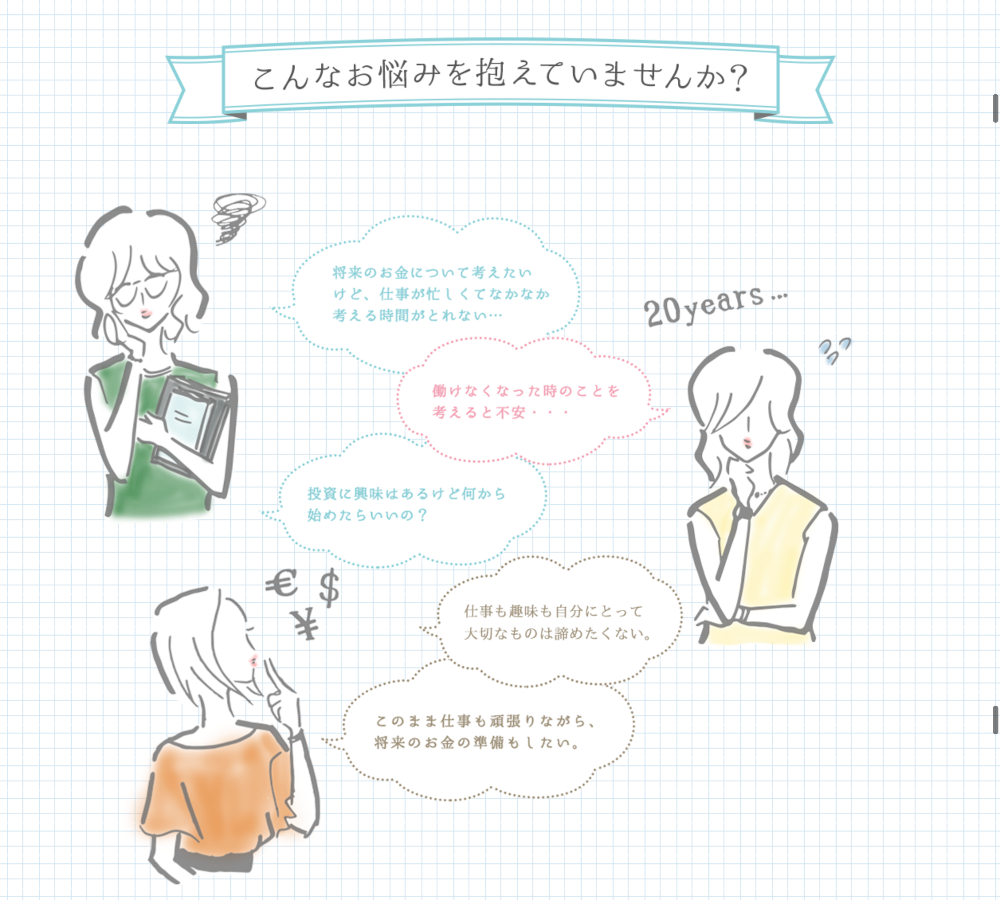 こんなお悩みを抱えていませんか？
将来のお金について考えたい
けど、仕事が忙しくてなかなか
考える時間がとれない…
20years…
働けなくなった時のことを
考えると不安・・・
投資に興味はあるけど何から
始めたらいいの？
€ $
¥
仕事も趣味も自分にとって
大切なものは諦めたくない。
このまま仕事も頑張りながら、
将来のお金の準備もしたい。